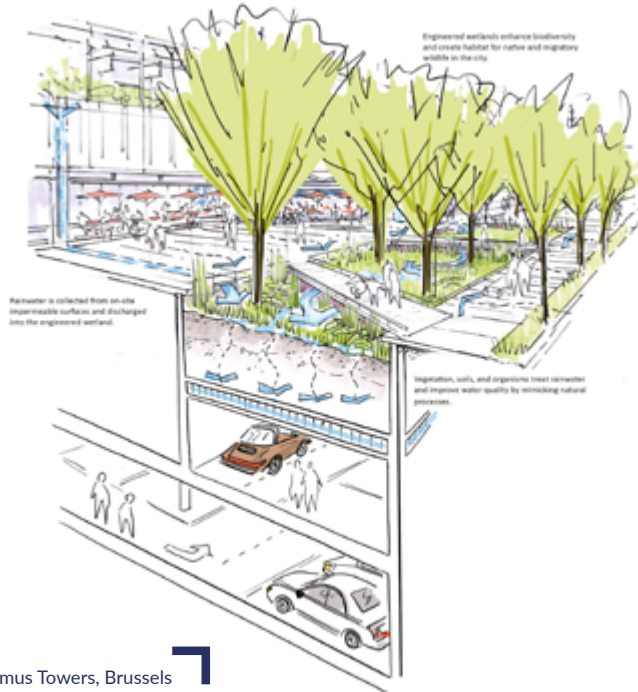 Engineered wetlands enhance biodiversity
and create habitat for native and migratory
wildlife in the city.
Rainwater is collected from on-site
impermeable surfaces and discharged
into the engineered wetland.
Vegetation, soils, and organisms treat rainwater
and improve water quality by mimicking natural
processes.
mus Towers, Brussels